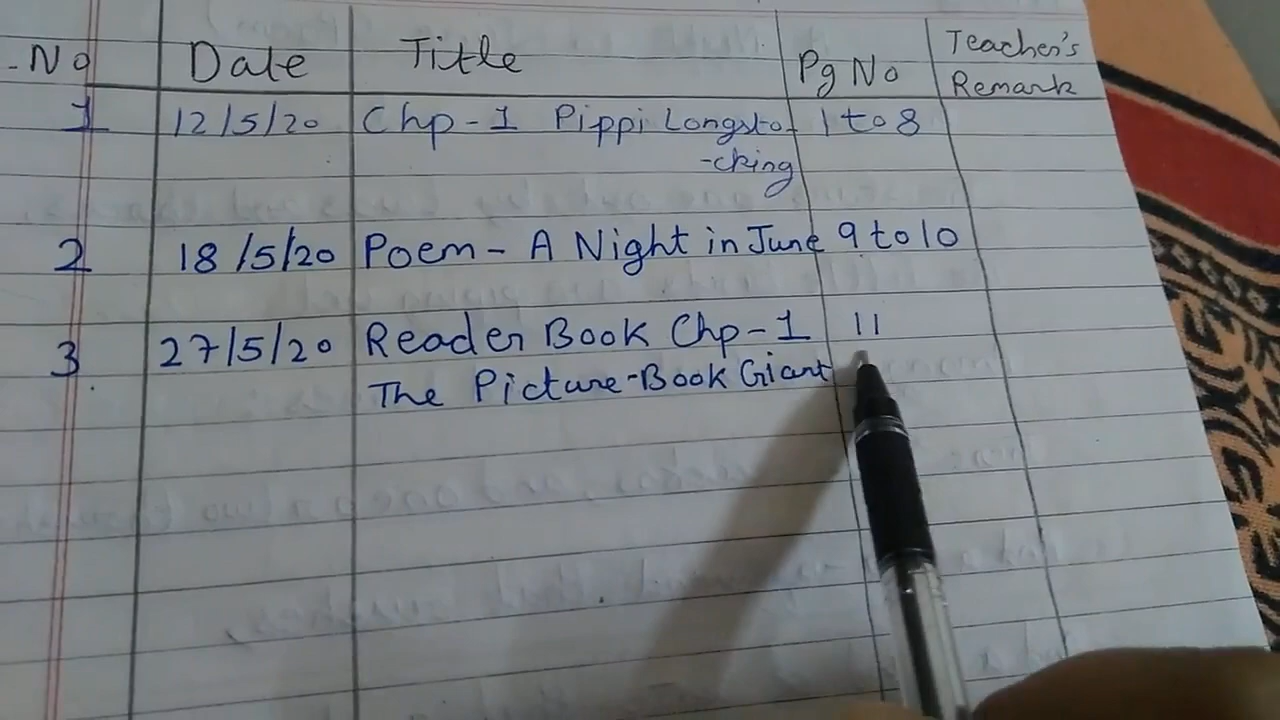 No Date Title Pg No Teacher's
Remark
1 12/5/20 Chp-1 Pippi Longsto 1 to 8
-cking
2 18/5/20 Poem- A Night in June 9 to 10
3 27/5/20 Reader Book Chp-1 11
The Picture-Book Giant